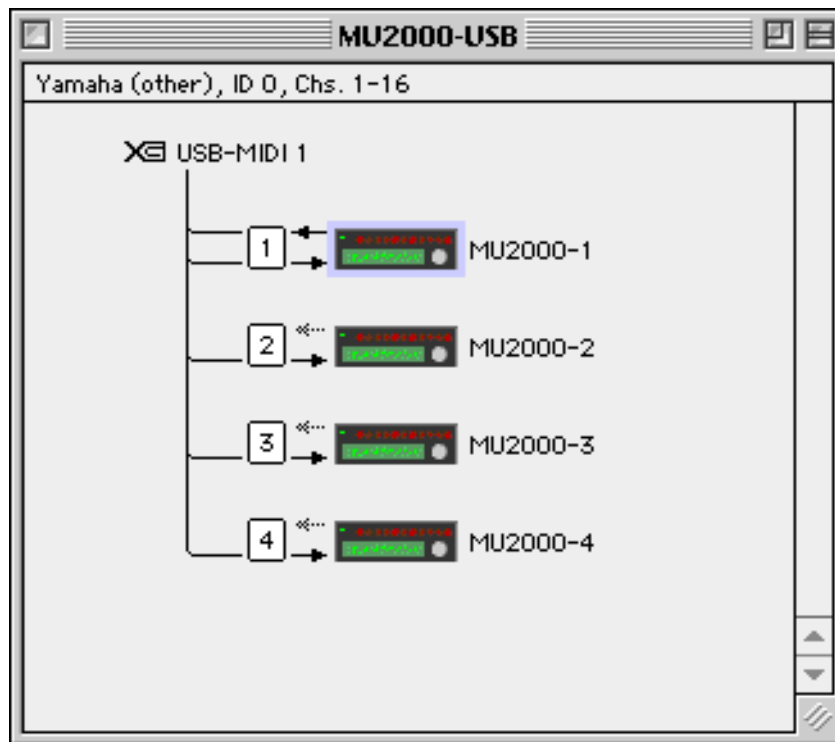 MU2000-USB
Yamaha (other), ID 0, Chs. 1-16
XG USB-MIDI 1
1 MU2000-1
2 MU2000-2
3 MU2000-3
4 MU2000-4